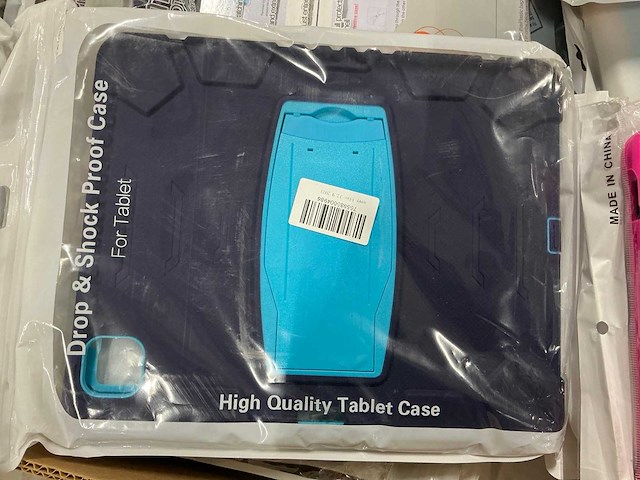 Drop & Shock Proof Case
For Tablet
High Quality Tablet Case
MADE IN CHINA